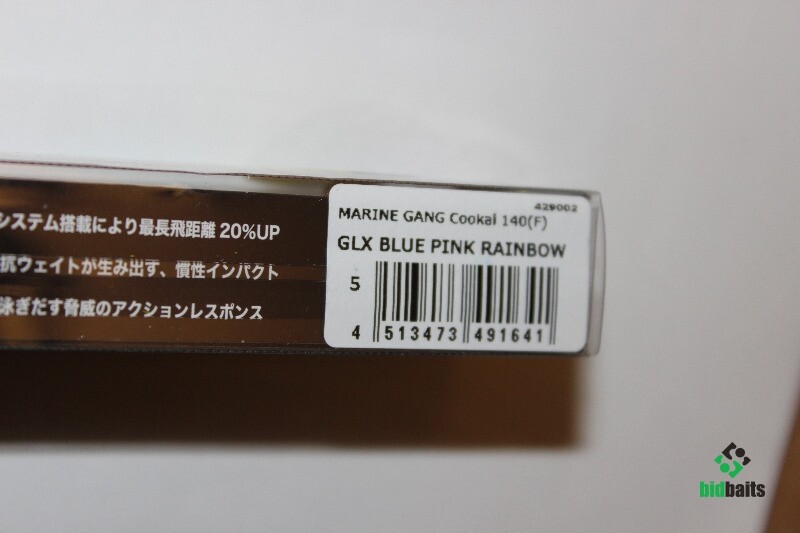 システム搭載により最長飛距離20%UP
抗ウェイトが生み出す、慣性インパクト
泳ぎだす脅威のアクションレスポンス
429002
MARINE GANG Cookai 140(F)
GLX BLUE PINK RAINBOW
5
4 513473 491641
bidbaits